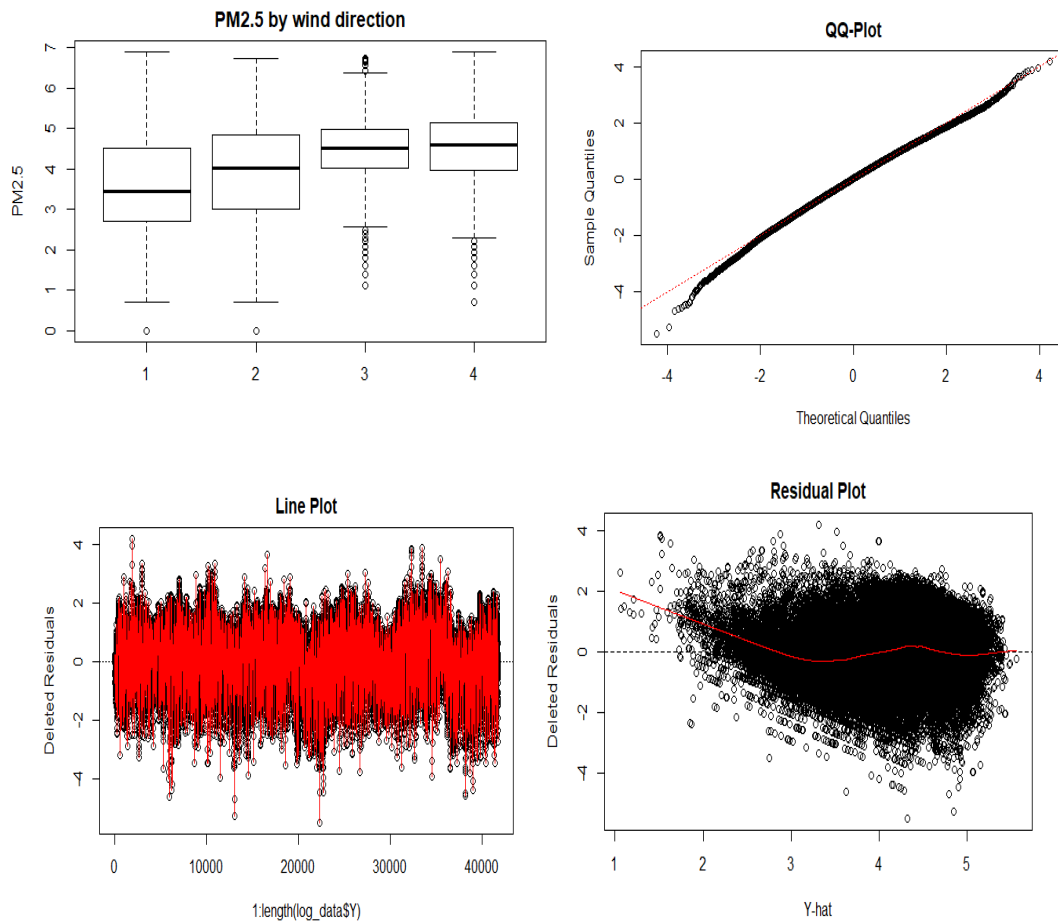 PM2.5 by wind direction
PM2.5
7
6
5
4
3
2
1
0
1 2 3 4
QQ-Plot
Sample Quantiles
4
2
0
-2
-4
-4 -2 0 2 4
Theoretical Quantiles
Line Plot
Deleted Residuals
4
2
0
-2
-4
0 10000 20000 30000 40000
1:length(log_data$Y)
Residual Plot
Deleted Residuals
4
2
0
-2
-4
1 2 3 4 5
Y-hat